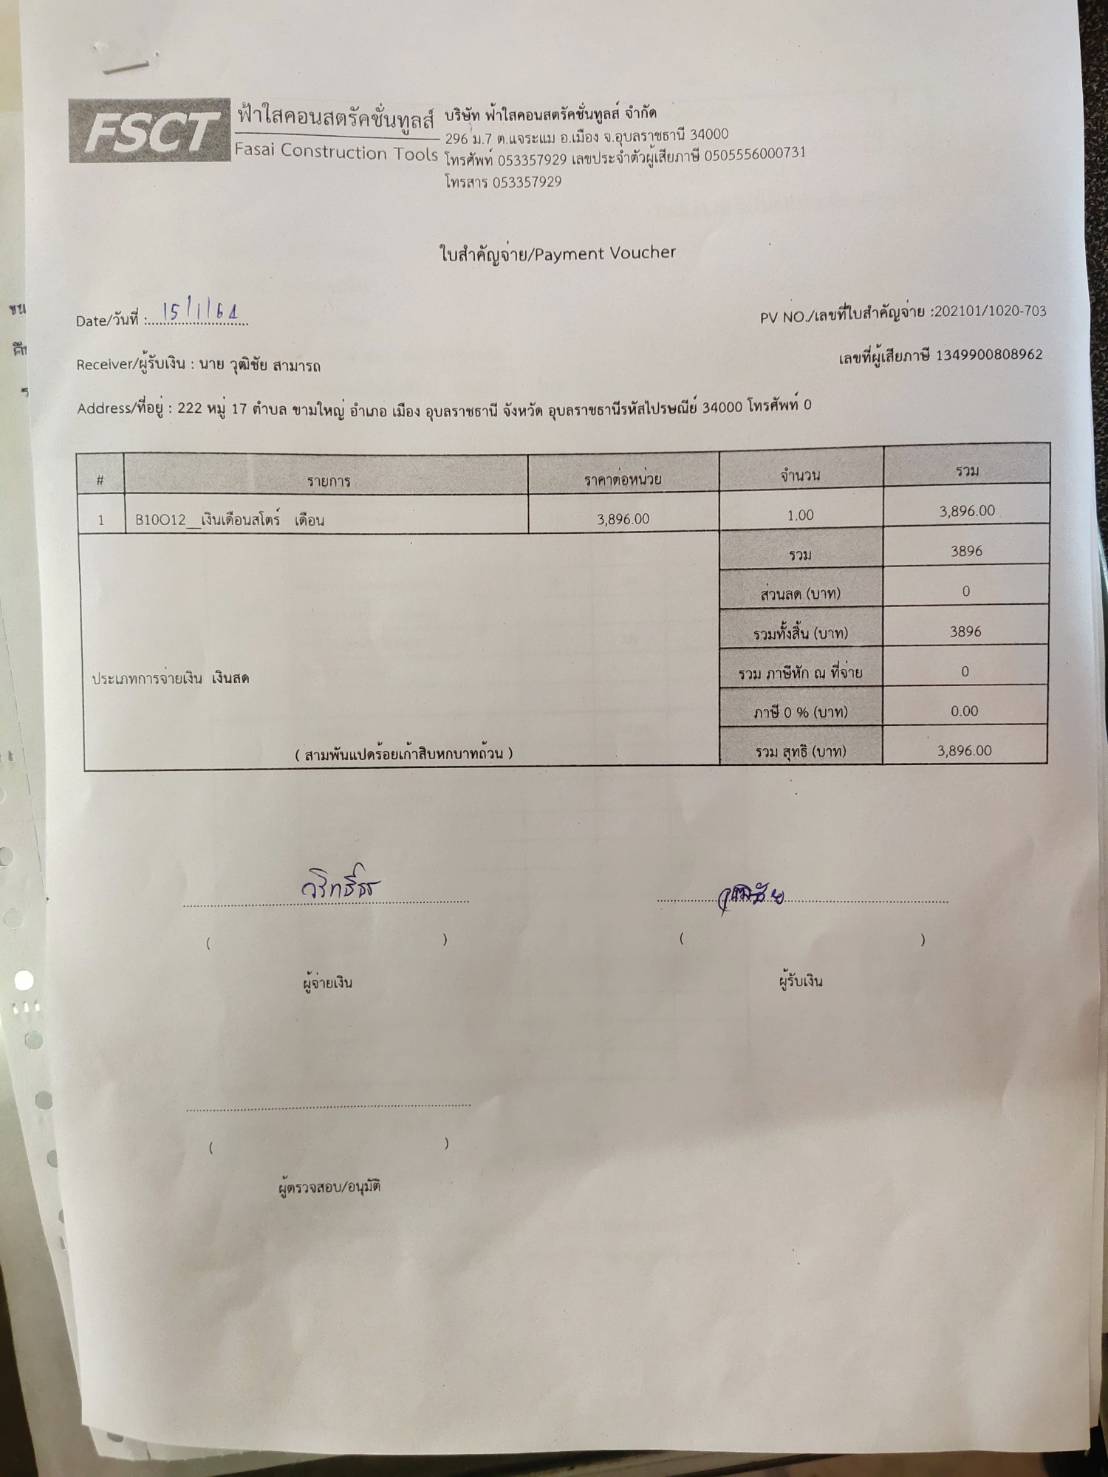 FSCT
ฟ้าใสคอนสตรัคชั่นทูลส์
Fasai Construction Tools
บริษัท ฟ้าใสคอนสตรัคชั่นทูลส์ จำกัด
296 ม.7 ต.แจระแม อ.เมือง จ.อุบลราชธานี 34000
โทรศัพท์ 053357929 เลขประจำตัวผู้เสียภาษี 0505556000731
โทรสาร 053357929
ใบสำคัญจ่าย/Payment Voucher
Date/วันที่ : 15/1/64
PV NO./เลขที่ใบสำคัญจ่าย :202101/1020-703
Receiver/ผู้รับเงิน : นาย วุฒิชัย สามารถ
เลขที่ผู้เสียภาษี 1349900808962
Address/ที่อยู่ : 222 หมู่ 17 ตำบล ขามใหญ่ อำเภอ เมือง อุบลราชธานี จังหวัด อุบลราชธานีรหัสไปรษณีย์ 34000 โทรศัพท์ 0
# รายการ ราคาต่อหน่วย จำนวน รวม
1 B10O12__เงินเดือนสโตร์ เดือน 3,896.00 1.00 3,896.00
รวม 3896
ส่วนลด (บาท) 0
รวมทั้งสิ้น (บาท) 3896
ประเภทการจ่ายเงิน เงินสด
รวม ภาษีหัก ณ ที่จ่าย 0
ภาษี 0 % (บาท) 0.00
( สามพันแปดร้อยเก้าสิบหกบาทถ้วน )
รวม สุทธิ (บาท) 3,896.00
วุฒิชัย
( ) ( )
ผู้จ่ายเงิน ผู้รับเงิน
( )
ผู้ตรวจสอบ/อนุมัติ